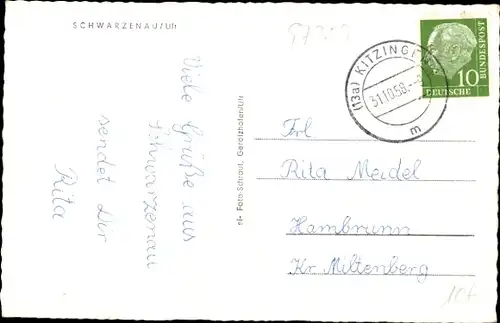 SCHWARZENAU/Ufr
Viele Grüße aus
Schwarzenau
sendet Dir
Rita
Foto-Schraut, Gerolzhofen/Ufr
(13a) KITZINGEN
31.10.58.
m
10
DEUTSCHE
BUNDESPOST
Frl.
Rita Meidel
Hambrunn
Kr Miltenberg